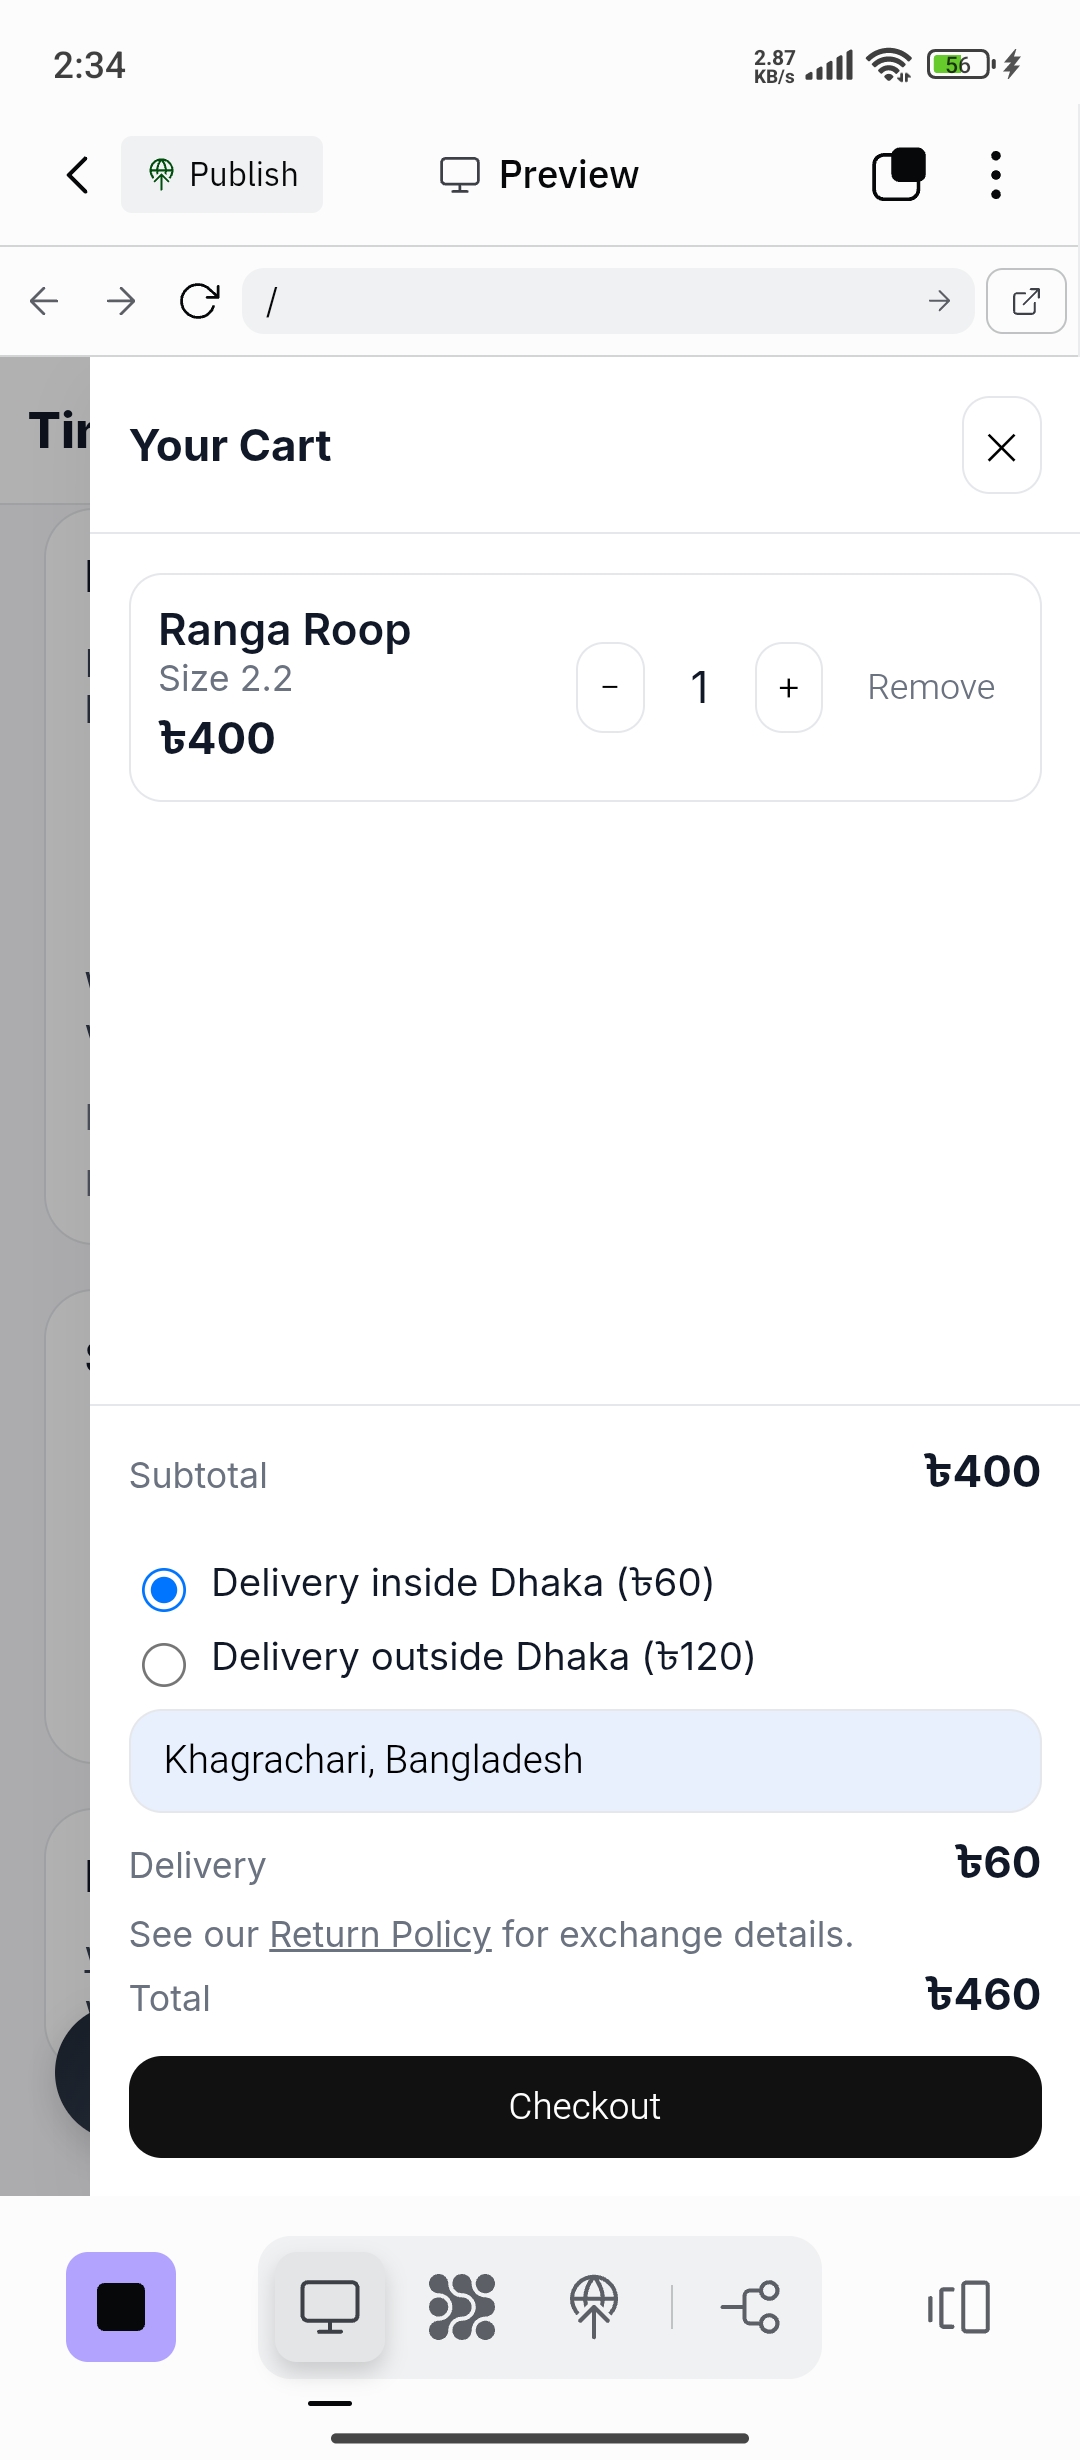 2:34
2.87
KB/s
56
Publish
Preview
/
Your Cart
Ranga Roop
Size 2.2
৳400
−
1
+
Remove
Subtotal
৳400
Delivery inside Dhaka (৳60)
Delivery outside Dhaka (৳120)
Khagrachari, Bangladesh
Delivery
৳60
See our Return Policy for exchange details.
Total
৳460
Checkout